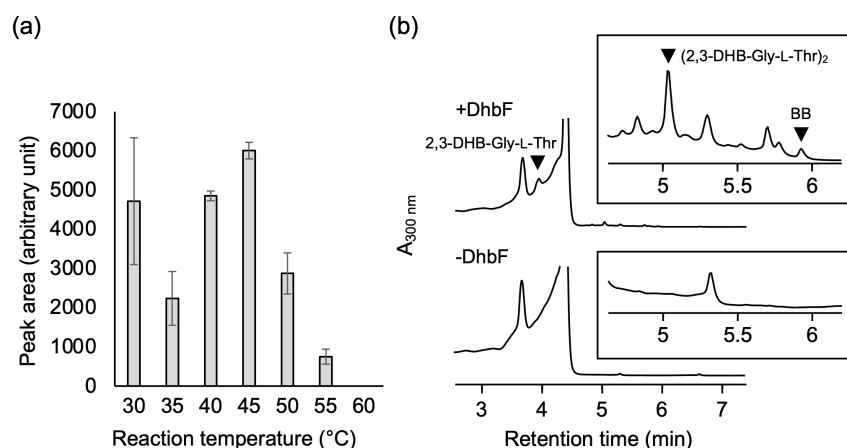 (a)
7000
6000
5000
4000
3000
2000
1000
0
Peak area (arbitrary unit)
30 35 40 45 50 55 60
Reaction temperature (°C)
(b)
A300 nm
+DhbF
2,3-DHB-Gly-L-Thr
(2,3-DHB-Gly-L-Thr)2
BB
5 5.5 6
-DhbF
5 5.5 6
3 4 5 6 7
Retention time (min)